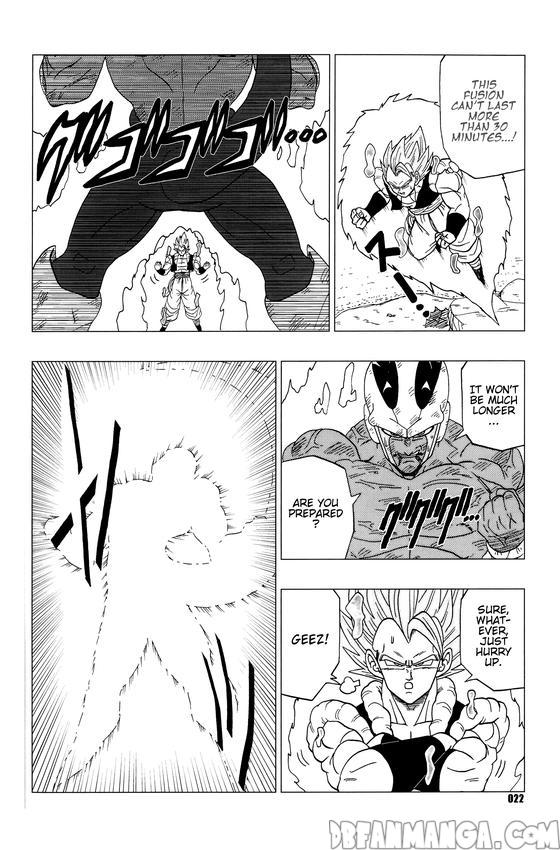 THIS
FUSION
CAN'T LAST
MORE
THAN 30
MINUTES...!
IT WON'T
BE MUCH
LONGER
...
ARE YOU
PREPARED
?
SURE,
WHAT-
EVER,
JUST
HURRY
UP.
GEEZ!
022
DBFANMANGA.COM